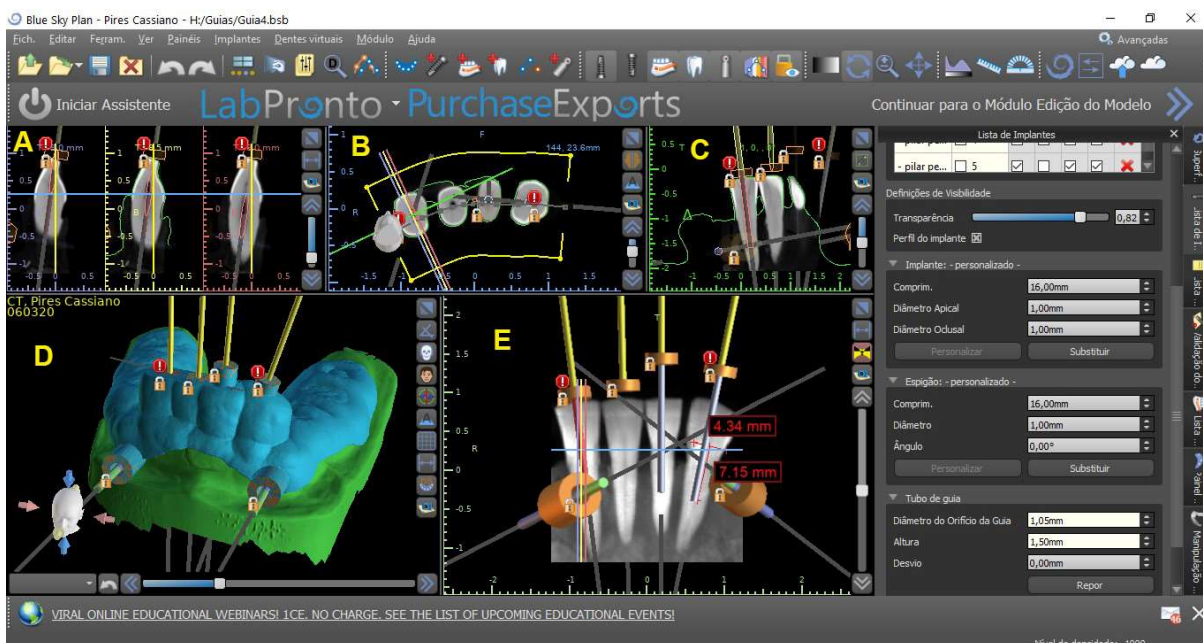 Blue Sky Plan - Pires Cassiano - H:/Guias/Guia4.bsb
Fich. Editar Ferram. Ver Painéis Implantes Dentes virtuais Módulo Ajuda
Avançadas
Iniciar Assistente
LabPronto - PurchaseExports
Continuar para o Módulo Edição do Modelo
A
B
144, 23.6mm
C
Lista de Implantes
- pilar pe... 5
Definições de Visibilidade
Transparência 0,82
Perfil do implante
Implante: - personalizado -
Comprim. 16,00mm
Diâmetro Apical 1,00mm
Diâmetro Oclusal 1,00mm
Personalizar Substituir
Espigão: - personalizado -
Comprim. 16,00mm
Diâmetro 1,00mm
Ângulo 0,00°
Personalizar Substituir
Tubo de guia
Diâmetro do Orifício da Guia 1,05mm
Altura 1,50mm
Desvio 0,00mm
Repor
CT. Pires Cassiano
060320
D
E
4.34 mm
7.15 mm
VIRAL ONLINE EDUCATIONAL WEBINARS! 1CE. NO CHARGE. SEE THE LIST OF UPCOMING EDUCATIONAL EVENTS!